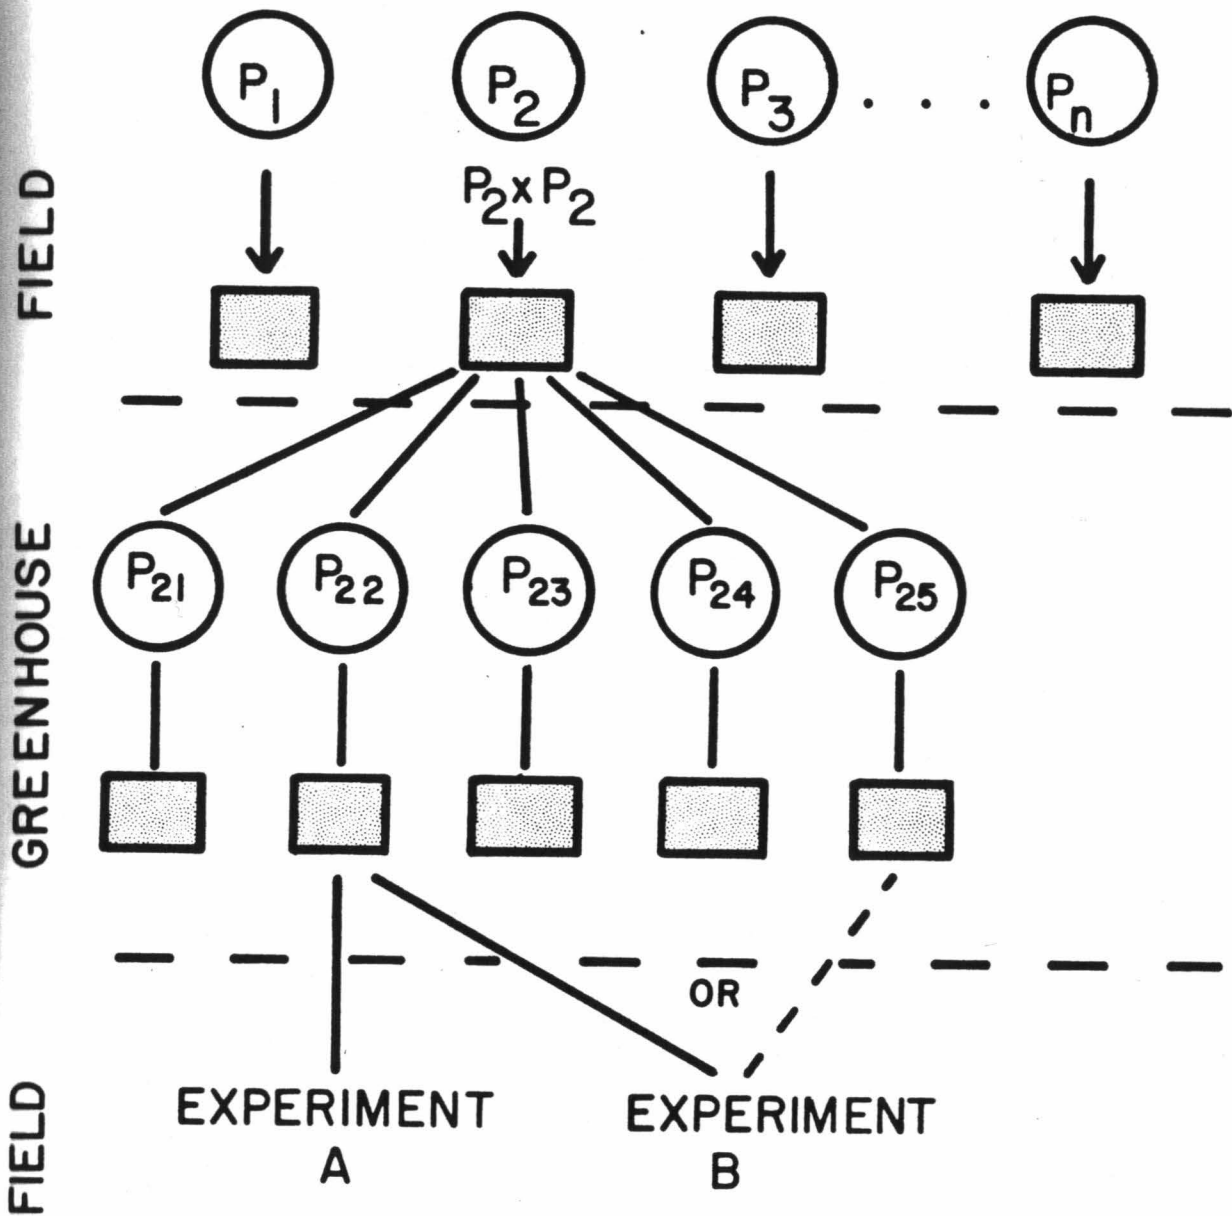 P1 P2 P3 . . . Pn
P2 x P2
FIELD
P21 P22 P23 P24 P25
GREENHOUSE
OR
EXPERIMENT A
EXPERIMENT B
FIELD